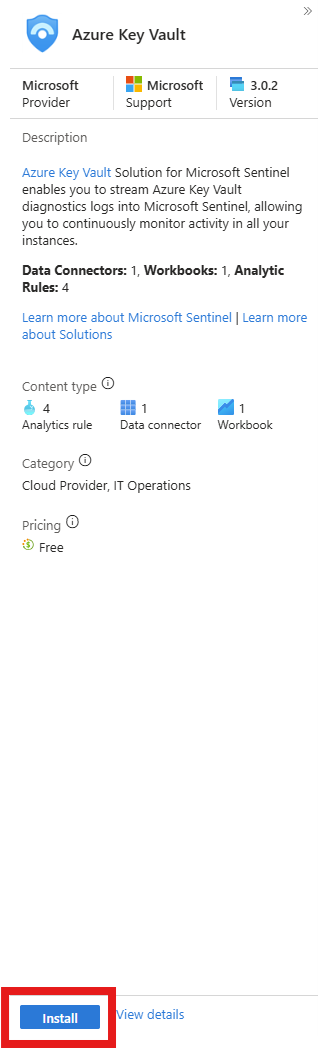 »
Azure Key Vault
Microsoft
Provider
Microsoft
Support
3.0.2
Version
Description
Azure Key Vault Solution for Microsoft Sentinel
enables you to stream Azure Key Vault
diagnostics logs into Microsoft Sentinel, allowing
you to continuously monitor activity in all your
instances.
Data Connectors: 1, Workbooks: 1, Analytic
Rules: 4
Learn more about Microsoft Sentinel | Learn more
about Solutions
Content type
4
Analytics rule
1
Data connector
1
Workbook
Category
Cloud Provider, IT Operations
Pricing
Free
Install
View details